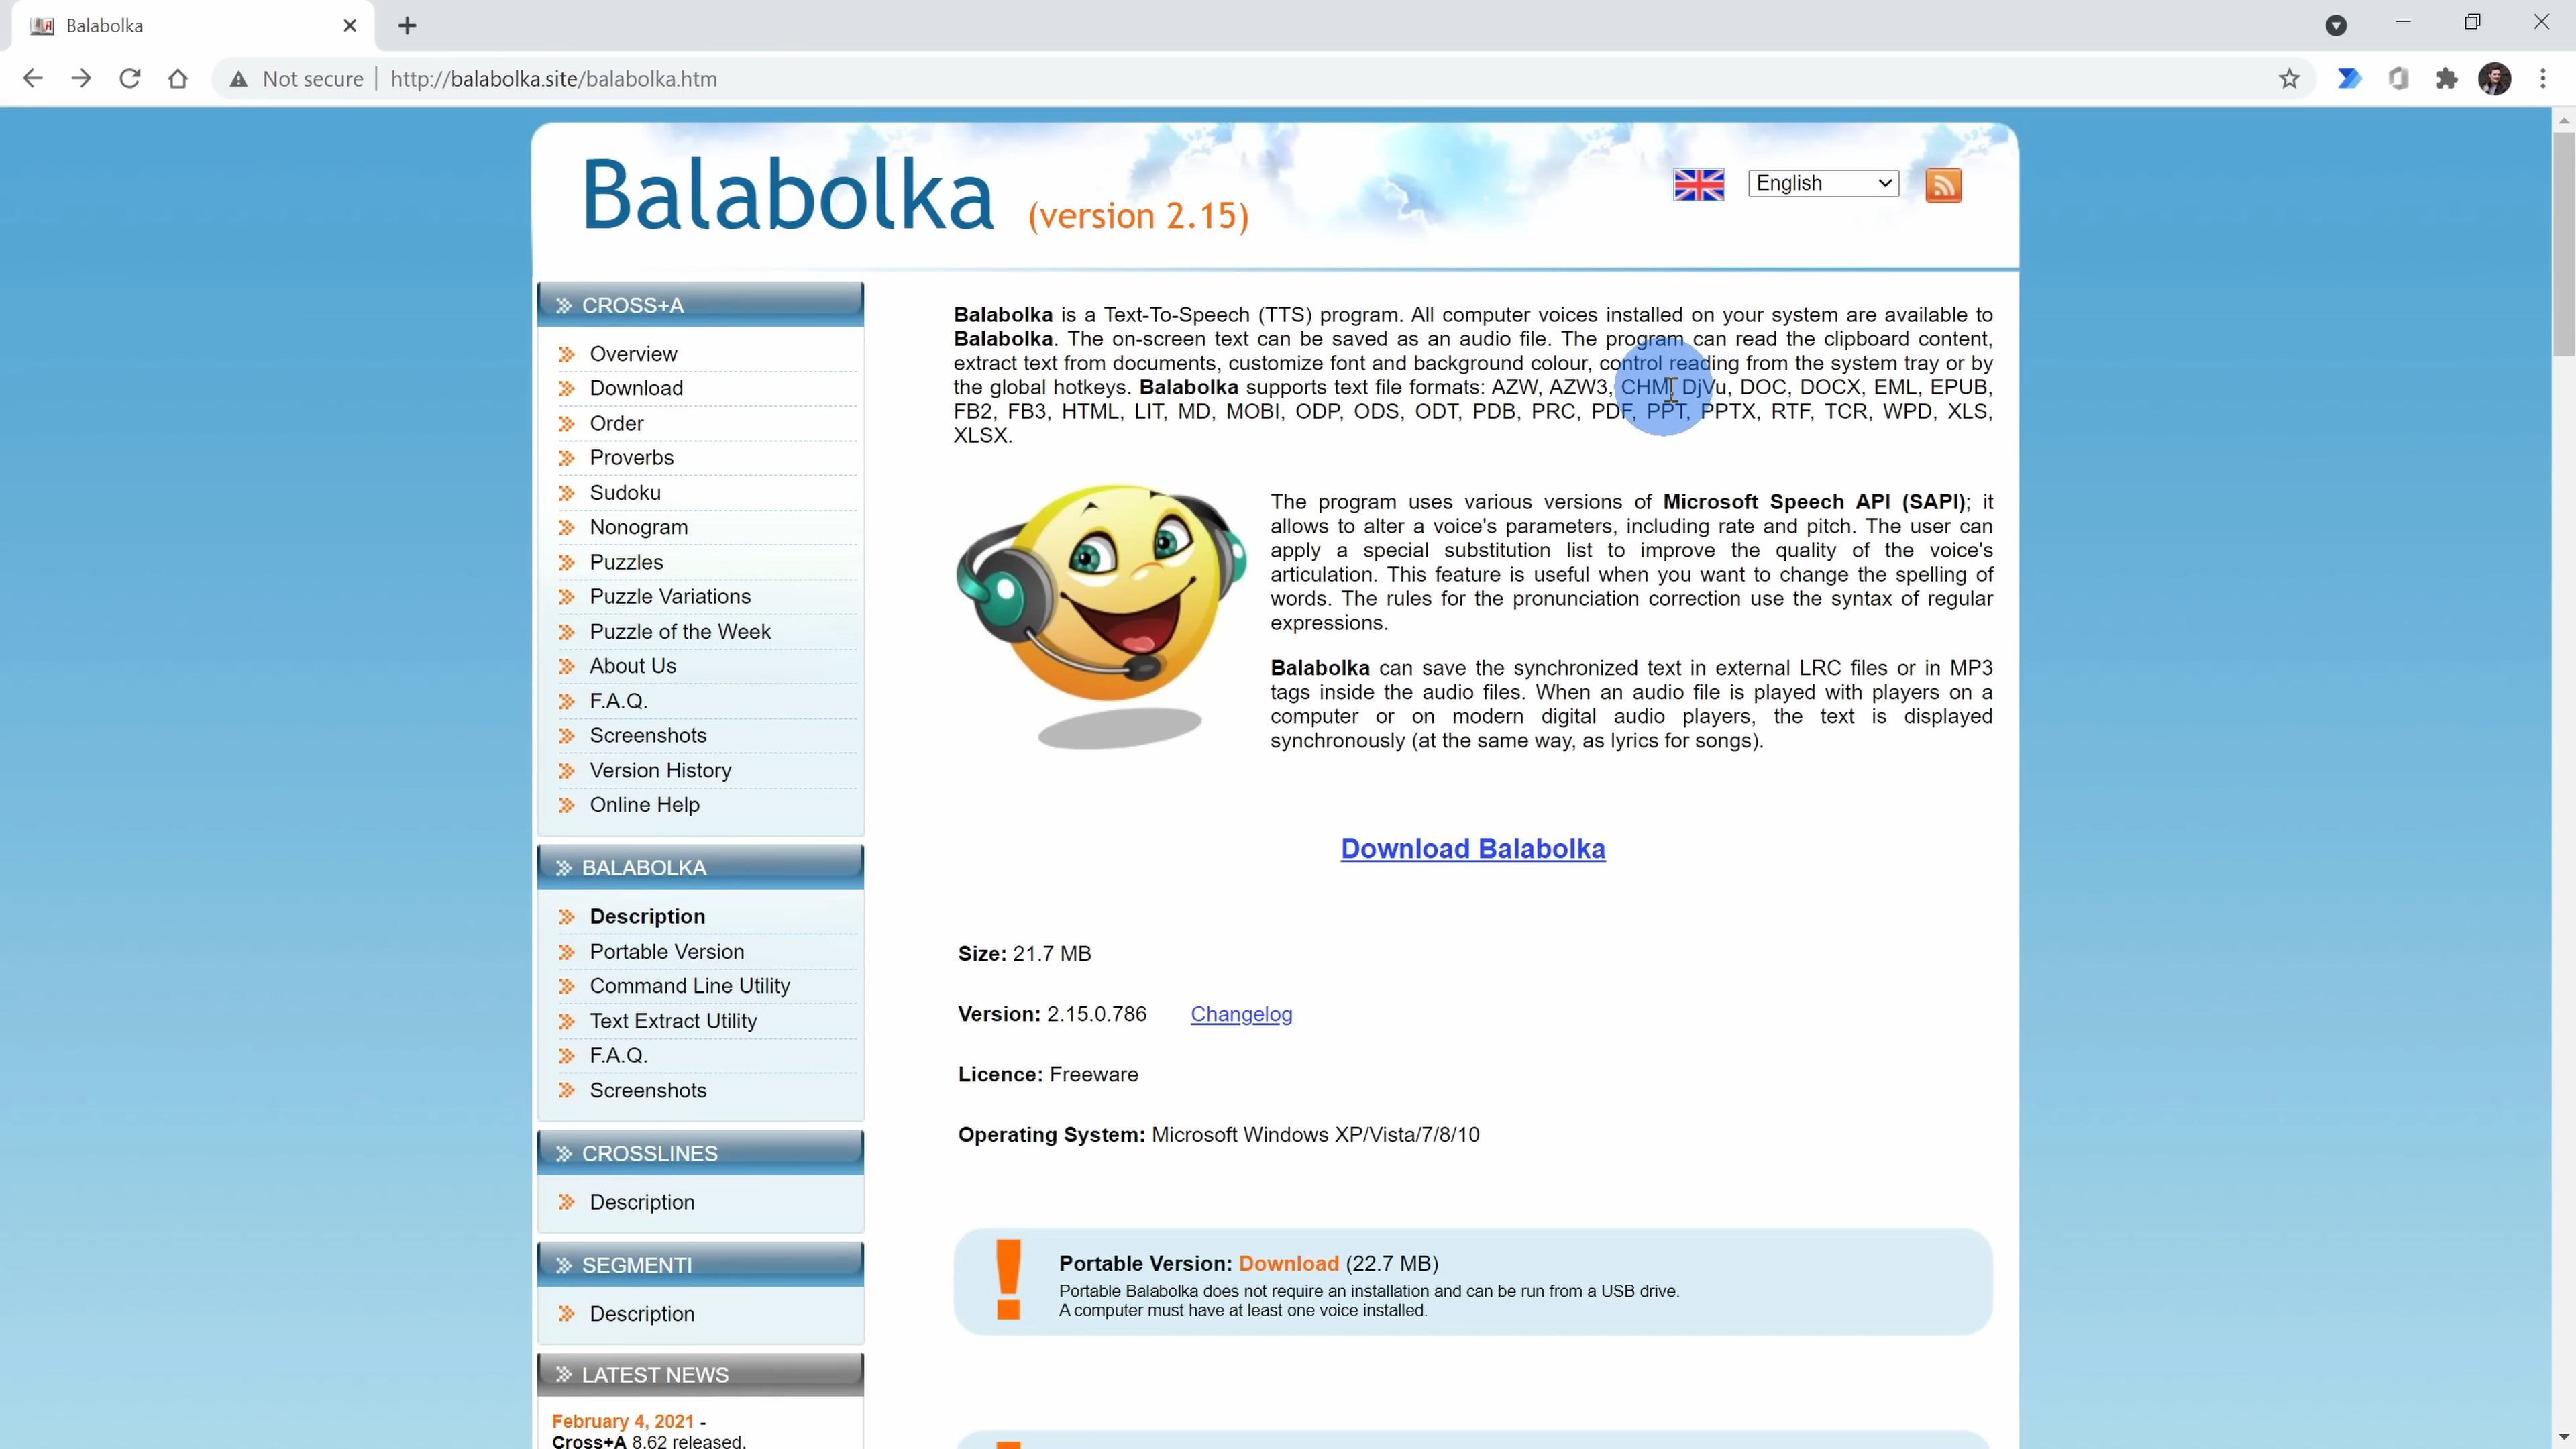 Balabolka
Not secure
http://balabolka.site/balabolka.htm
Balabolka (version 2.15)
English
CROSS+A
Overview
Download
Order
Proverbs
Sudoku
Nonogram
Puzzles
Puzzle Variations
Puzzle of the Week
About Us
F.A.Q.
Screenshots
Version History
Online Help
BALABOLKA
Description
Portable Version
Command Line Utility
Text Extract Utility
F.A.Q.
Screenshots
CROSSLINES
Description
SEGMENTI
Description
LATEST NEWS
February 4, 2021 -
Cross+A 8.62 released.
Balabolka is a Text-To-Speech (TTS) program. All computer voices installed on your system are available to
Balabolka. The on-screen text can be saved as an audio file. The program can read the clipboard content,
extract text from documents, customize font and background colour, control reading from the system tray or by
the global hotkeys. Balabolka supports text file formats: AZW, AZW3, CHM, DjVu, DOC, DOCX, EML, EPUB,
FB2, FB3, HTML, LIT, MD, MOBI, ODP, ODS, ODT, PDB, PRC, PDF, PPT, PPTX, RTF, TCR, WPD, XLS,
XLSX.
The program uses various versions of Microsoft Speech API (SAPI); it
allows to alter a voice's parameters, including rate and pitch. The user can
apply a special substitution list to improve the quality of the voice's
articulation. This feature is useful when you want to change the spelling of
words. The rules for the pronunciation correction use the syntax of regular
expressions.
Balabolka can save the synchronized text in external LRC files or in MP3
tags inside the audio files. When an audio file is played with players on a
computer or on modern digital audio players, the text is displayed
synchronously (at the same way, as lyrics for songs).
Download Balabolka
Size: 21.7 MB
Version: 2.15.0.786 Changelog
Licence: Freeware
Operating System: Microsoft Windows XP/Vista/7/8/10
Portable Version: Download (22.7 MB)
Portable Balabolka does not require an installation and can be run from a USB drive.
A computer must have at least one voice installed.